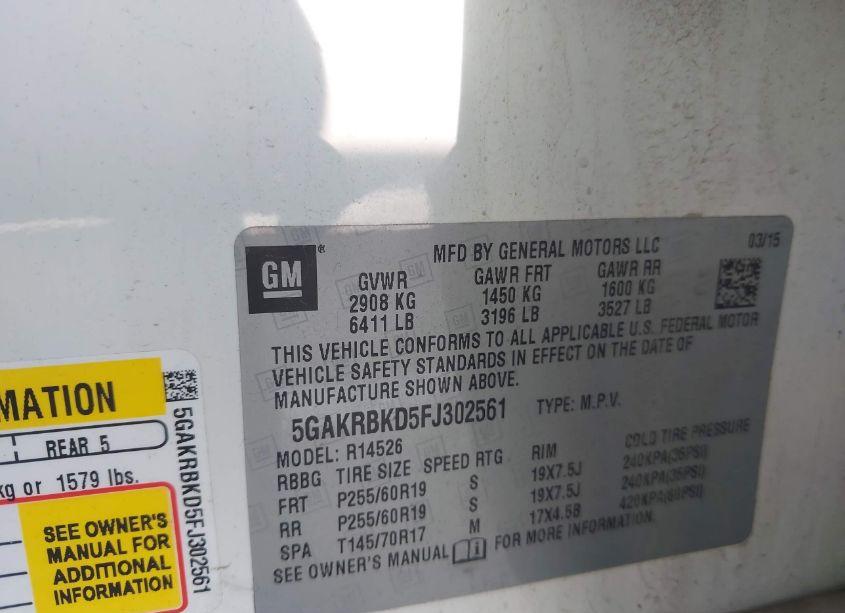 GM
®
MFD BY GENERAL MOTORS LLC
03/15
GVWR GAWR FRT GAWR RR
2908 KG 1450 KG 1600 KG
6411 LB 3196 LB 3527 LB
THIS VEHICLE CONFORMS TO ALL APPLICABLE U.S. FEDERAL MOTOR
VEHICLE SAFETY STANDARDS IN EFFECT ON THE DATE OF
MANUFACTURE SHOWN ABOVE.
5GAKRBKD5FJ302561 TYPE: M.P.V.
MODEL: R14526
RBBG TIRE SIZE SPEED RTG RIM COLD TIRE PRESSURE
FRT P255/60R19 S 19X7.5J 240KPA(35PSI)
RR P255/60R19 S 19X7.5J 240KPA(35PSI)
SPA T145/70R17 M 17X4.5B 420KPA(60PSI)
SEE OWNER'S MANUAL FOR MORE INFORMATION.
MATION
REAR 5
kg or 1579 lbs.
SEE OWNER'S
MANUAL FOR
ADDITIONAL
INFORMATION
5GAKRBKD5FJ302561